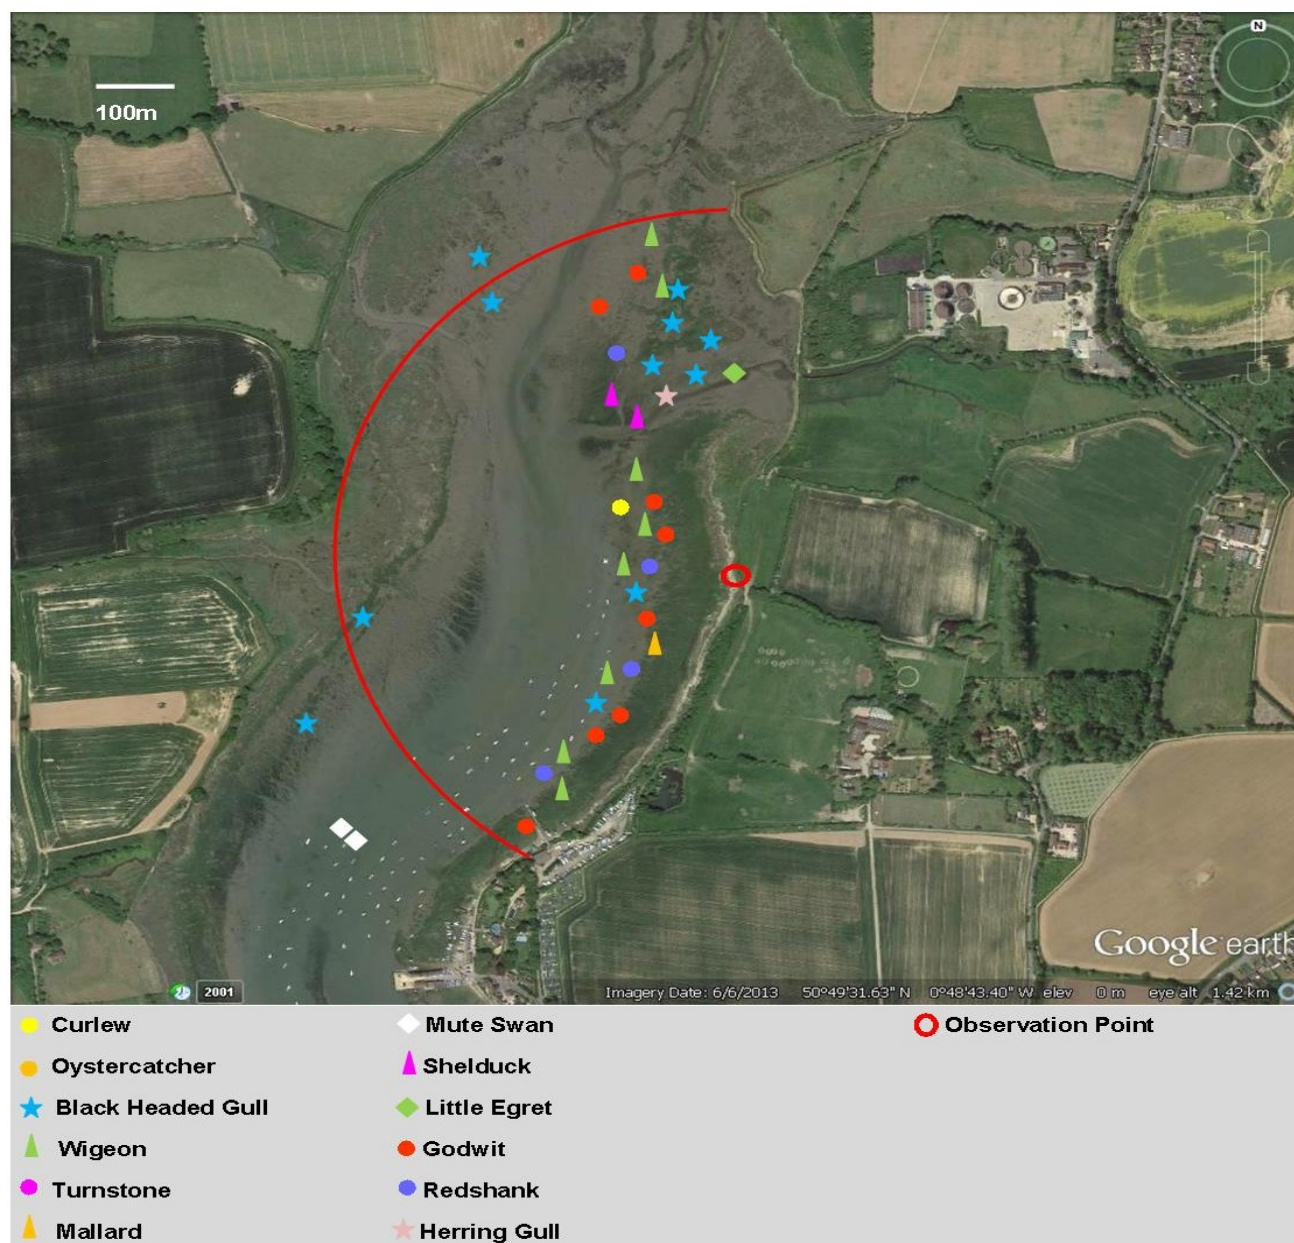 N
100m
Google earth
2001
Imagery Date: 6/6/2013 50°49'31.63" N 0°48'43.40" W elev 0 m eye alt 1.42 km
Curlew Mute Swan Observation Point
Oystercatcher Shelduck
Black Headed Gull Little Egret
Wigeon Godwit
Turnstone Redshank
Mallard Herring Gull